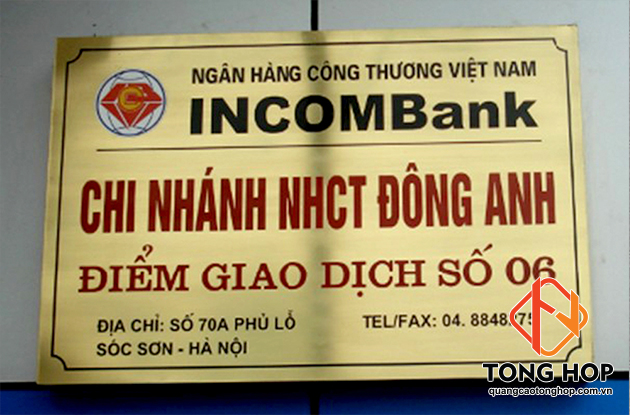 NGÂN HÀNG CÔNG THƯƠNG VIỆT NAM
INCOMBank
CHI NHÁNH NHCT ĐÔNG ANH
ĐIỂM GIAO DỊCH SỐ 06
ĐỊA CHỈ: SỐ 70A PHỦ LỖ
SÓC SƠN - HÀ NỘI
TEL/FAX: 04.
TONG HOP
quangcaotonghop.com.vn